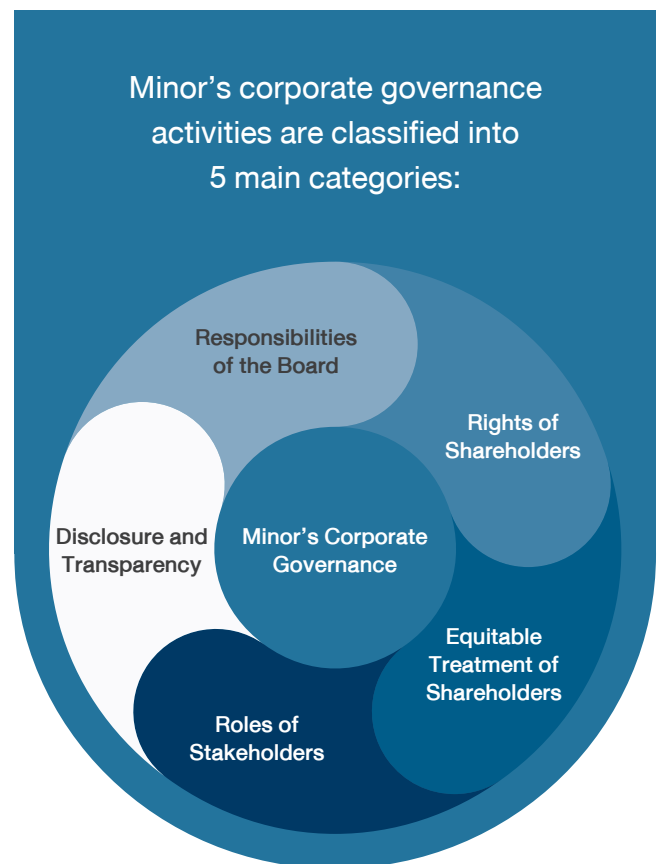 Minor’s corporate governance
activities are classified into
5 main categories:
Responsibilities
of the Board
Rights of
Shareholders
Disclosure and
Transparency
Minor’s Corporate
Governance
Equitable
Treatment of
Shareholders
Roles of
Stakeholders